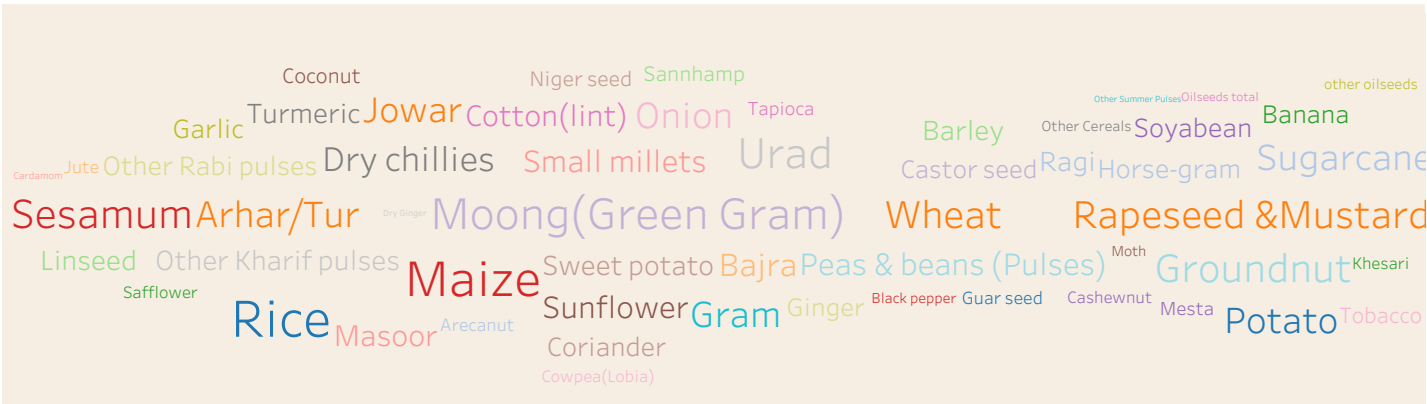 Coconut
Niger seed
Sannhamp
other oilseeds
Garlic
Turmeric
Jowar
Cotton(lint)
Onion
Tapioca
Barley
Other Cereals
Other Summer Pulses
Oilseeds total
Soyabean
Banana
Cardamom
Jute
Other Rabi pulses
Dry chillies
Small millets
Urad
Castor seed
Ragi
Horse-gram
Sugarcane
Sesamum
Arhar/Tur
Dry Ginger
Moong(Green Gram)
Wheat
Rapeseed &Mustard
Linseed
Other Kharif pulses
Maize
Sweet potato
Bajra
Peas & beans (Pulses)
Moth
Groundnut
Khesari
Safflower
Rice
Masoor
Arecanut
Sunflower
Gram
Ginger
Black pepper
Guar seed
Cashewnut
Mesta
Potato
Tobacco
Coriander
Cowpea(Lobia)